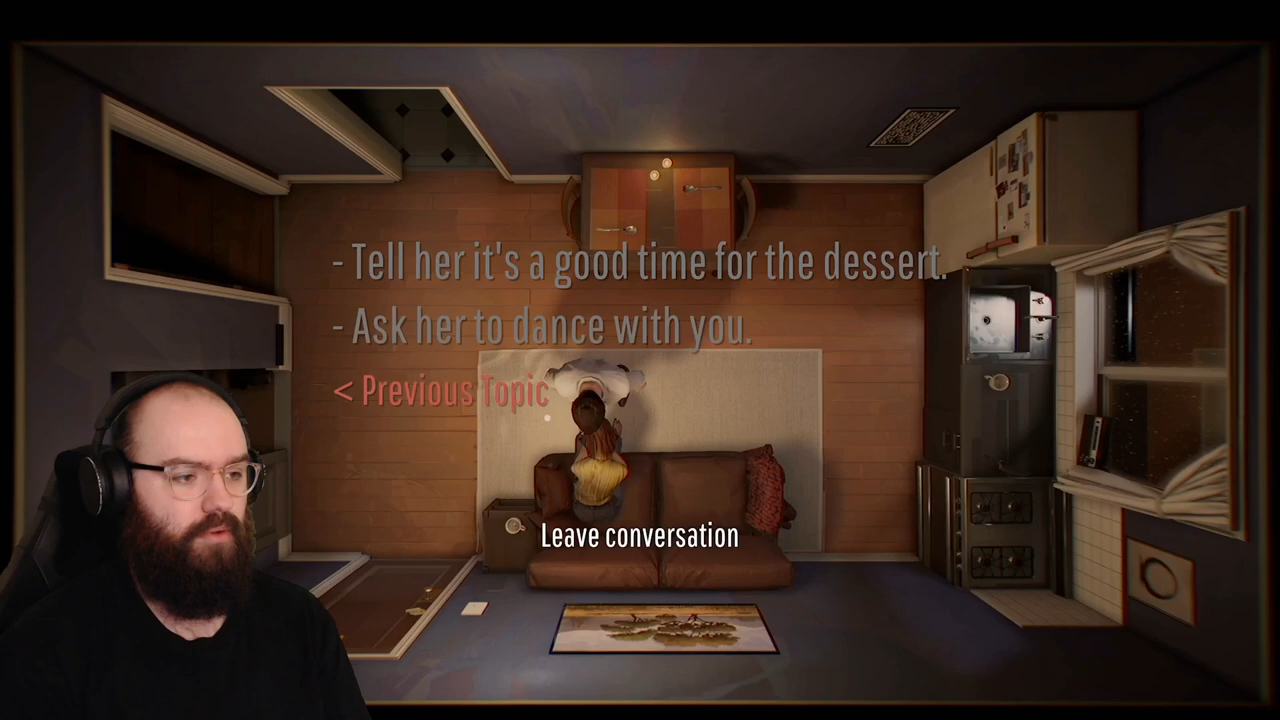 - Tell her it's a good time for the dessert.
- Ask her to dance with you.
< Previous Topic
Leave conversation